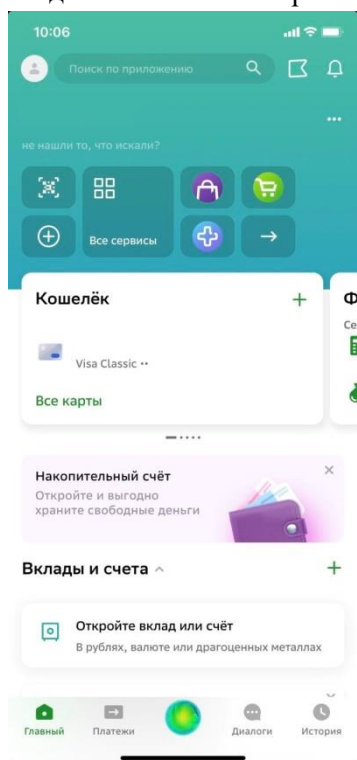 10:06
Поиск по приложению
не нашли то, что искали?
Все сервисы
Кошелёк
Visa Classic ••
Все карты
Накопительный счёт
Откройте и выгодно
храните свободные деньги
Вклады и счета
Откройте вклад или счёт
В рублях, валюте или драгоценных металлах
Главный
Платежи
Диалоги
История